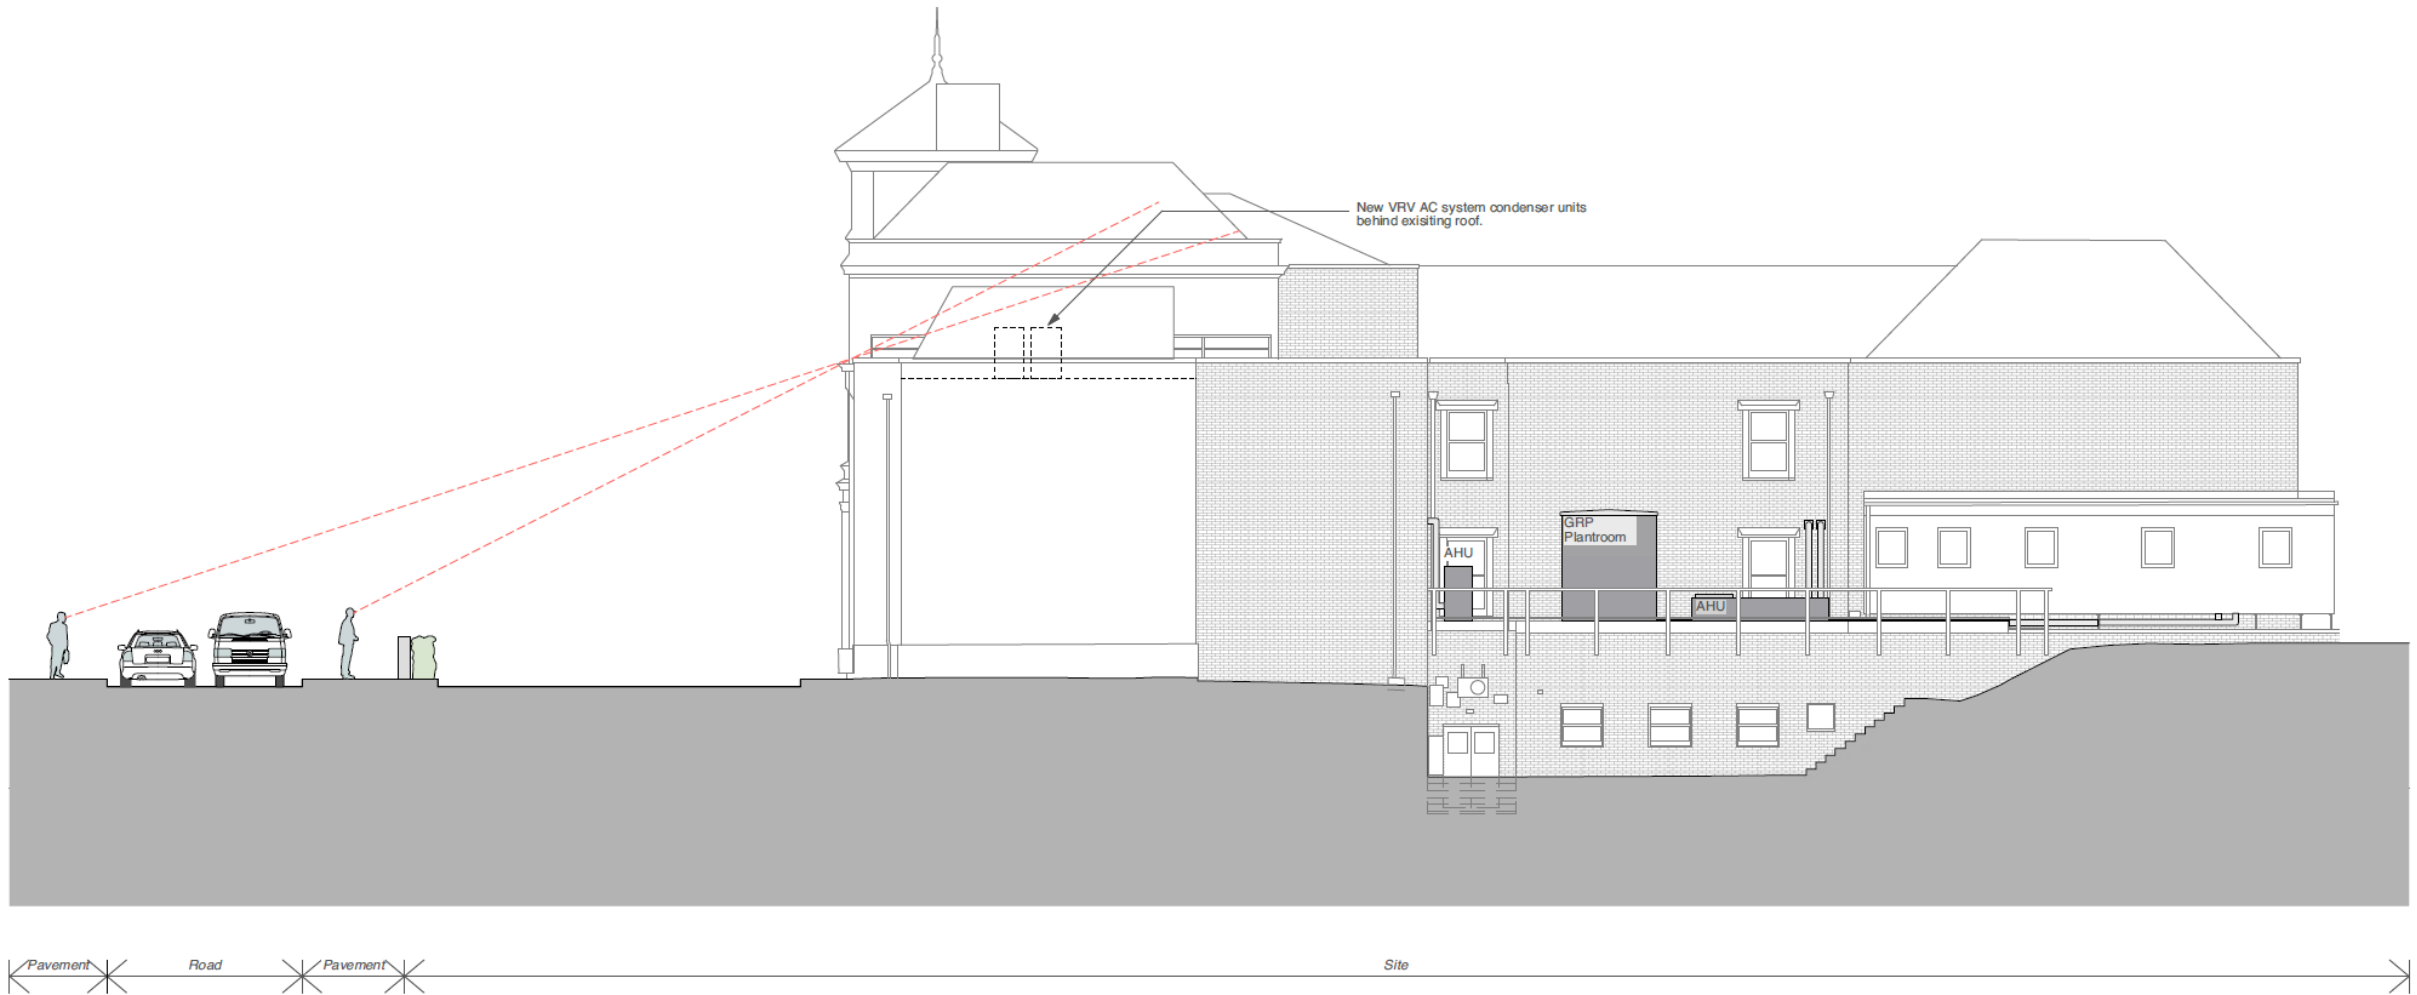 New VRV AC system condenser units
behind exisiting roof.
GRP
Plantroom
AHU
AHU
Pavement
Road
Pavement
Site